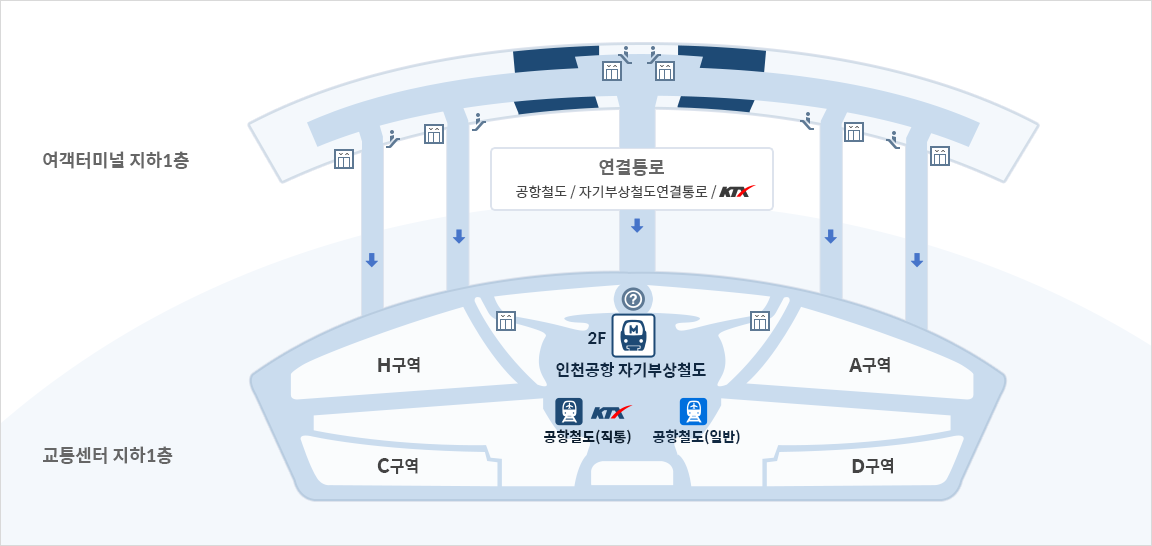 여객터미널 지하1층
연결통로
공항철도 / 자기부상철도연결통로 / KTX
?
2F
M
인천공항 자기부상철도
H구역
A구역
KTX
공항철도(직통)
공항철도(일반)
교통센터 지하1층
C구역
D구역